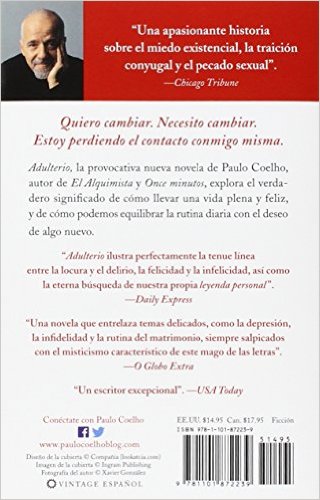 “Una apasionante historia
sobre el miedo existencial, la traición
conyugal y el pecado sexual”.
—Chicago Tribune
Quiero cambiar. Necesito cambiar.
Estoy perdiendo el contacto conmigo misma.
Adulterio, la provocativa nueva novela de Paulo Coelho,
autor de El Alquimista y Once minutos, explora el verda-
dero significado de cómo llevar una vida plena y feliz,
y de cómo podemos equilibrar la rutina diaria con el deseo
de algo nuevo.
“Adulterio ilustra perfectamente la tenue línea
entre la locura y el delirio, la felicidad y la infelicidad, así como
la eterna búsqueda de nuestra propia leyenda personal”.
—Daily Express
“Una novela que entrelaza temas delicados, como la depresión,
la infidelidad y la rutina del matrimonio, siempre salpicados
con el misticismo característico de este mago de las letras”.
—O Globo Extra
“Un escritor excepcional”. —USA Today
Conéctate con Paulo Coelho
www.paulocoelhoblog.com
Diseño de la cubierta © Compañía (lookatcia.com)
Imagen de la cubierta © Ingram Publishing
Fotografía del autor © Xavier González
VINTAGE ESPAÑOL
EE.UU. $14.95 Can. $17.95 Ficción
ISBN 978-1-101-87223-9
51495
9 781101 872239